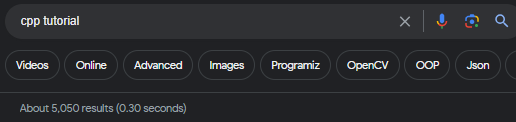 cpp tutorial
Videos Online Advanced Images Programiz OpenCV OOP Json
About 5,050 results (0.30 seconds)